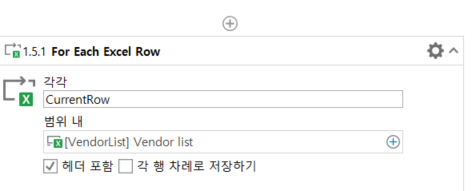 1.5.1 For Each Excel Row
각각
CurrentRow
범위 내
[VendorList] Vendor list
헤더 포함 각 행 차례로 저장하기